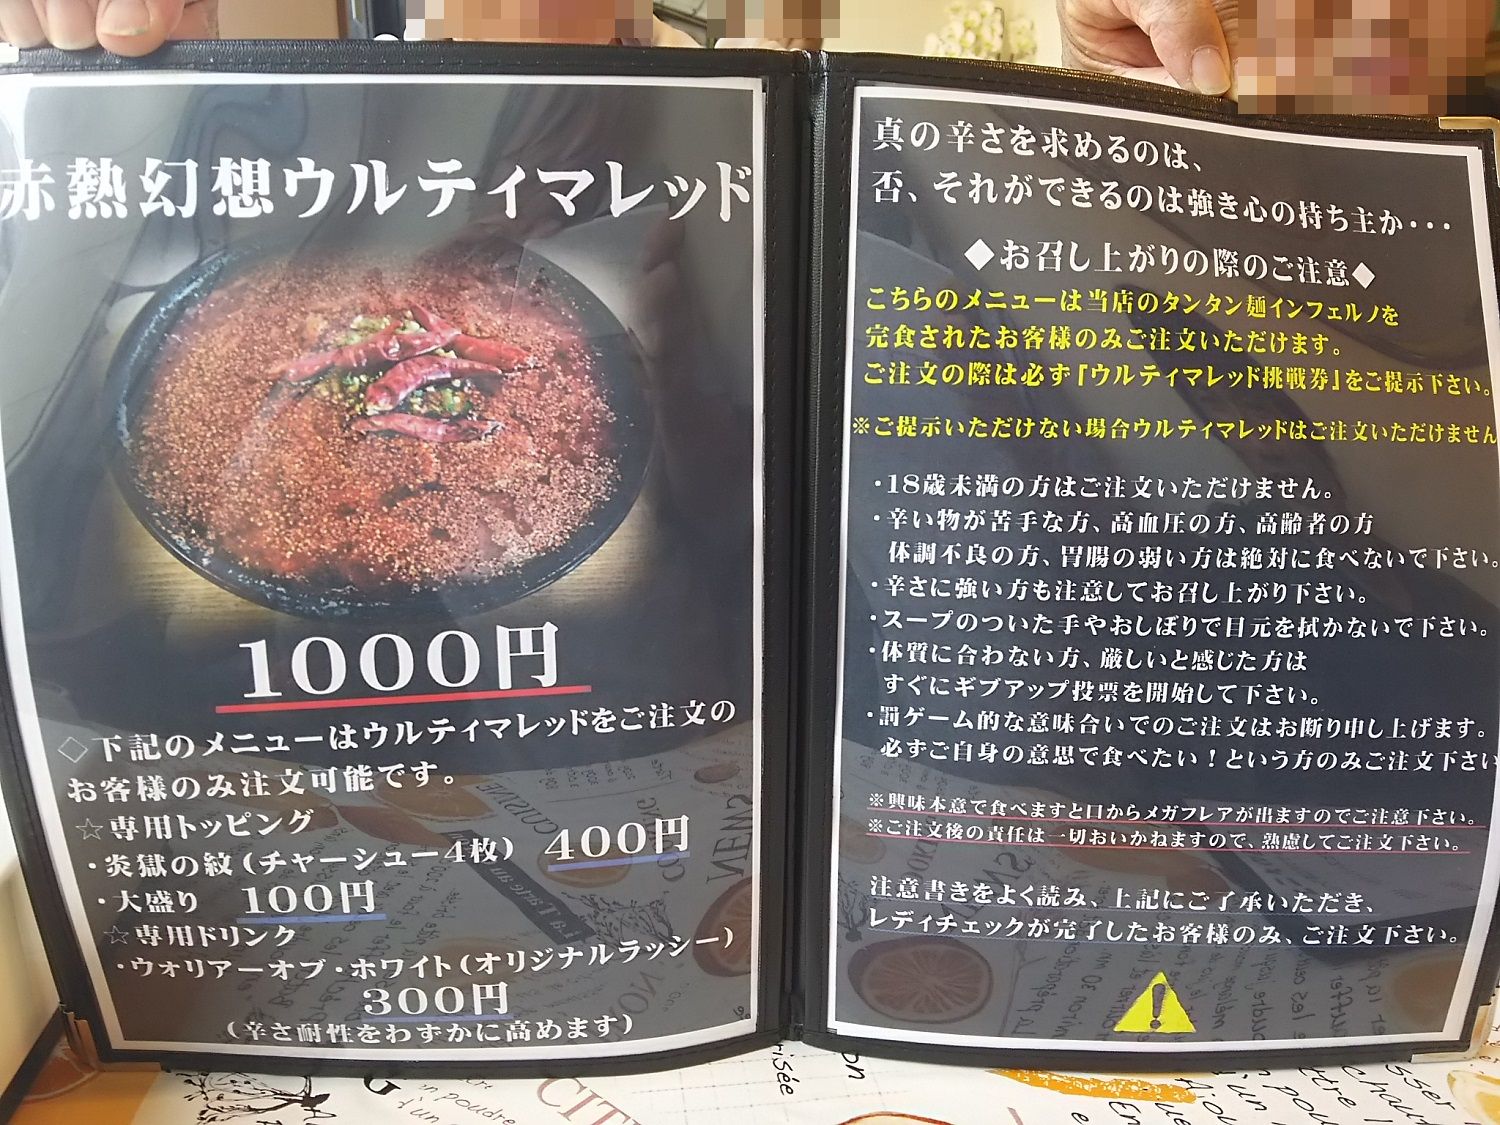 赤熱幻想ウルティマレッド
1000円
◇下記のメニューはウルティマレッドをご注文の
お客様のみ注文可能です。
☆専用トッピング
・炎獄の紋(チャーシュー4枚) 400円
・大盛り 100円
☆専用ドリンク
・ウォリアーオブ・ホワイト(オリジナルラッシー)
300円
(辛さ耐性をわずかに高めます)
真の辛さを求めるのは、
否、それができるのは強き心の持ち主か・・・
◆お召し上がりの際のご注意◆
こちらのメニューは当店のタンタン麺インフェルノを
完食されたお客様のみご注文いただけます。
ご注文の際は必ず『ウルティマレッド挑戦券』をご提示下さい。
※ご提示いただけない場合ウルティマレッドはご注文いただけません
・18歳未満の方はご注文いただけません。
・辛い物が苦手な方、高血圧の方、高齢者の方
体調不良の方、胃腸の弱い方は絶対に食べないで下さい。
・辛さに強い方も注意してお召し上がり下さい。
・スープのついた手やおしぼりで目元を拭かないで下さい。
・体質に合わない方、厳しいと感じた方は
すぐにギブアップ投票を開始して下さい。
・罰ゲーム的な意味合いでのご注文はお断り申し上げます。
必ずご自身の意思で食べたい！という方のみご注文下さい
※興味本意で食べますと口からメガフレアが出ますのでご注意下さい。
※ご注文後の責任は一切おいかねますので、熟慮してご注文下さい。
注意書きをよく読み、上記にご了承いただき、
レディチェックが完了したお客様のみ、ご注文下さい。